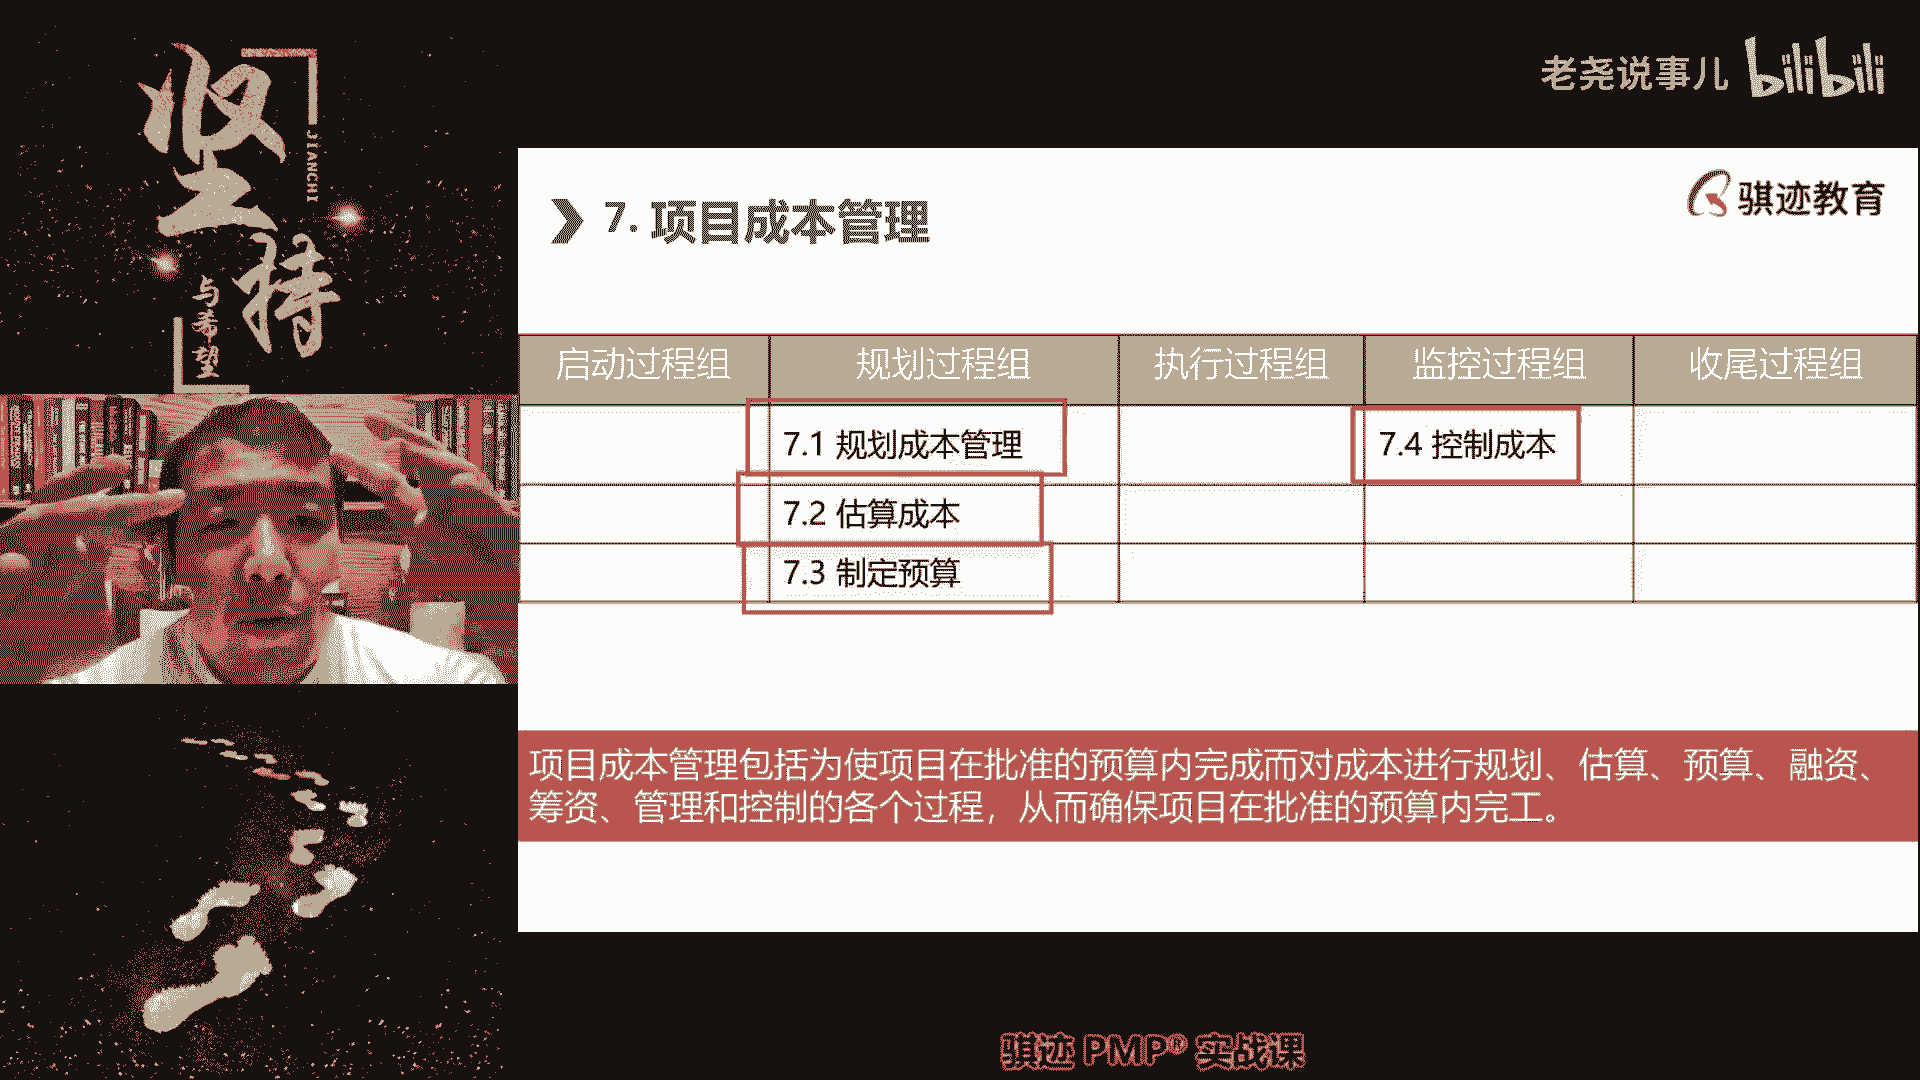 坚持
JIANCHI
与希望
老尧说事儿 bilibili
骐迹教育
7. 项目成本管理
启动过程组 规划过程组 执行过程组 监控过程组 收尾过程组
7.1 规划成本管理 7.4 控制成本
7.2 估算成本
7.3 制定预算
项目成本管理包括为使项目在批准的预算内完成而对成本进行规划、估算、预算、融资、
筹资、管理和控制的各个过程，从而确保项目在批准的预算内完工。
骐迹 PMP® 实战课